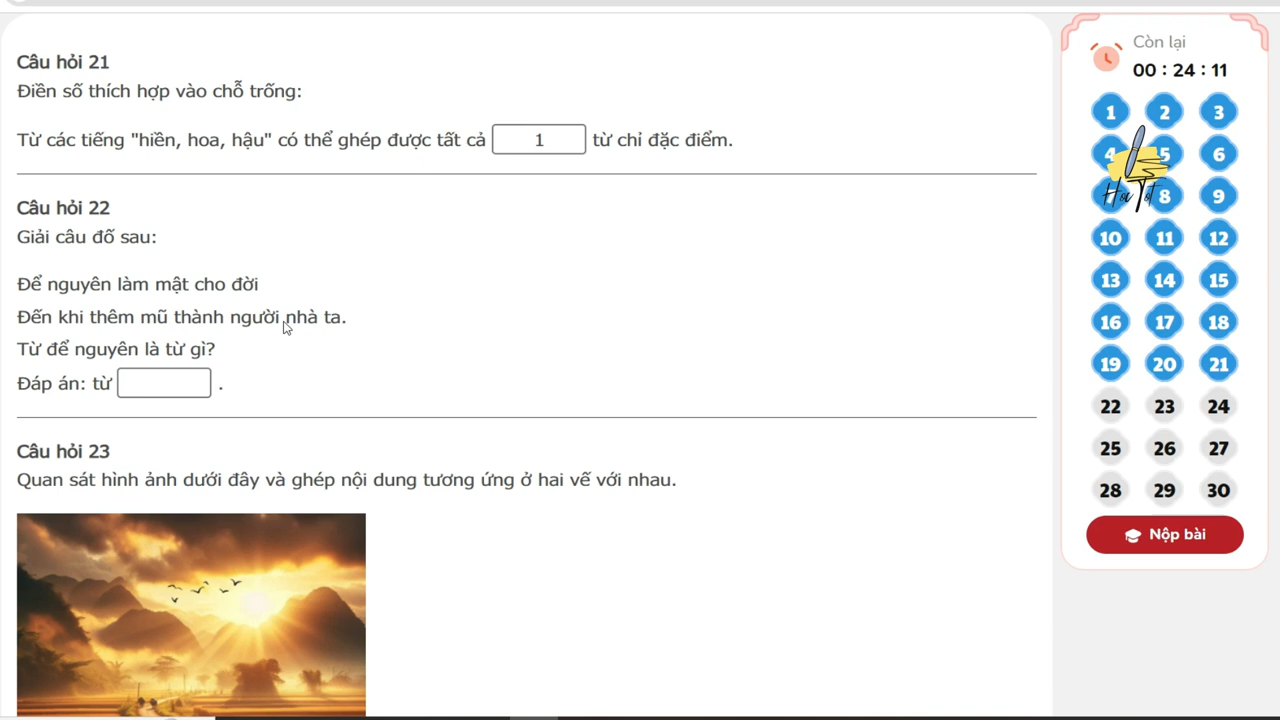 Câu hỏi 21
Điền số thích hợp vào chỗ trống:
Từ các tiếng "hiền, hoa, hậu" có thể ghép được tất cả 1 từ chỉ đặc điểm.
Câu hỏi 22
Giải câu đố sau:
Để nguyên làm mật cho đời
Đến khi thêm mũ thành người nhà ta.
Từ để nguyên là từ gì?
Đáp án: từ .
Câu hỏi 23
Quan sát hình ảnh dưới đây và ghép nội dung tương ứng ở hai vế với nhau.
Còn lại
00 : 24 : 11
1 2 3
4 5 6
8 9
10 11 12
13 14 15
16 17 18
19 20 21
22 23 24
25 26 27
28 29 30
Học Tốt
Nộp bài